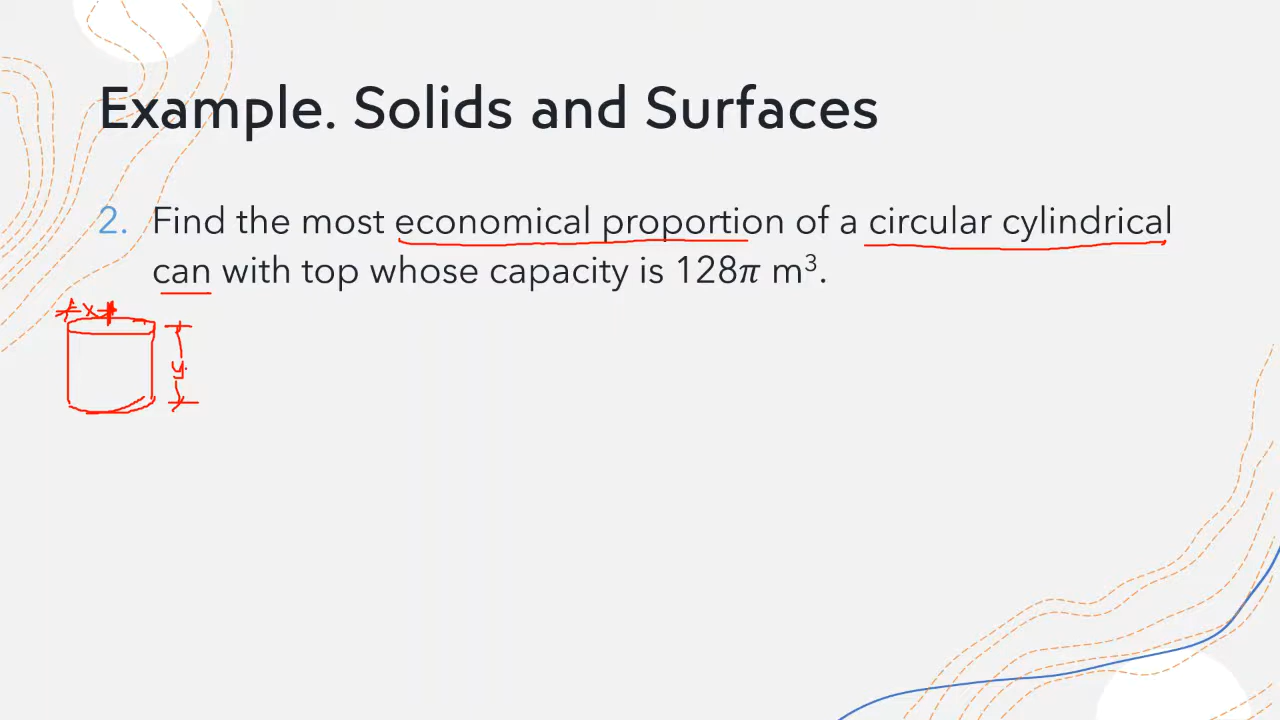 Example. Solids and Surfaces
2. Find the most economical proportion of a circular cylindrical
can with top whose capacity is 128π m³.
x
y